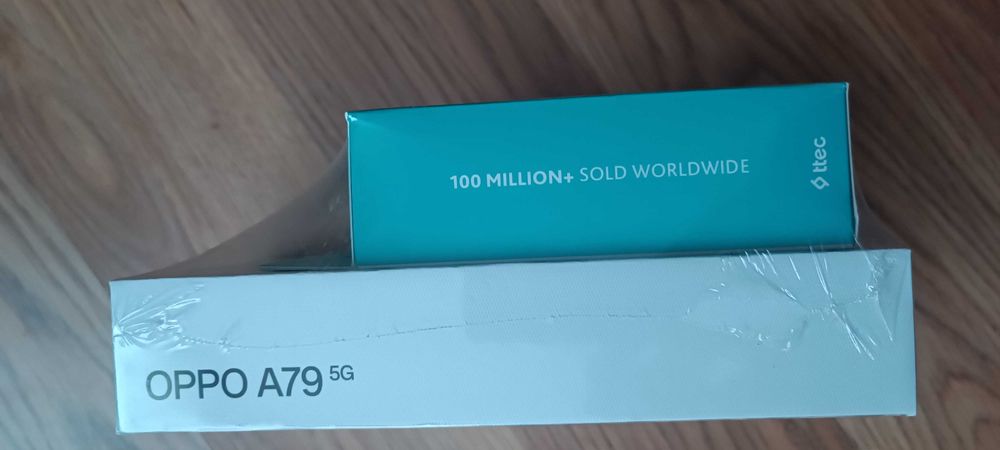 100 MILLION+ SOLD WORLDWIDE
ttec
OPPO A79 5G